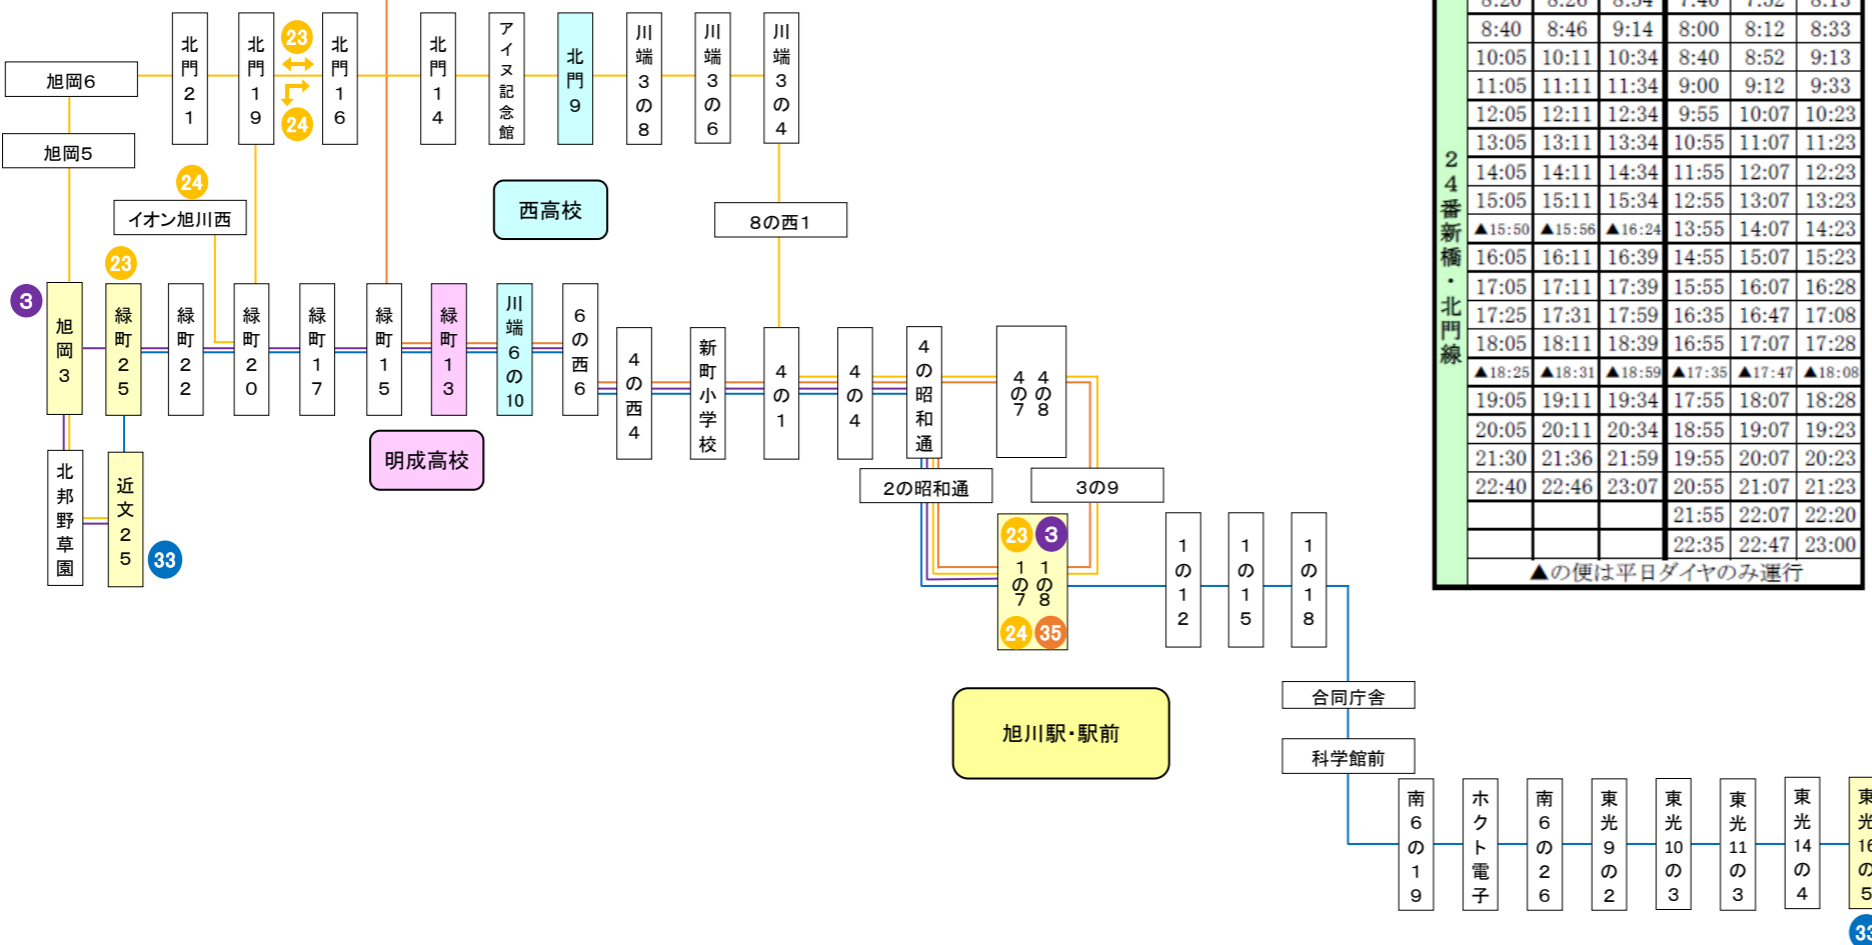 北門21
北門19
23
24
北門16
北門14
アイヌ記念館
北門9
川端3の8
川端3の6
川端3の4
旭岡6
旭岡5
24
イオン旭川西
西高校
8の西1
3
旭岡3
23
緑町25
緑町22
緑町20
緑町17
緑町15
緑町13
川端6の10
6の西6
4の西4
新町小学校
4の1
4の4
4の昭和通
4の7
4の8
明成高校
北邦野草園
近文25
33
2の昭和通
3の9
23
3
1の7
1の8
24
35
1の12
1の15
1の18
旭川駅・駅前
合同庁舎
科学館前
南6の19
ホクト電子
南6の26
東光9の2
東光10の3
東光11の3
東光14の4
東光16の5
33
24番新橋・北門線
8:20 8:26 8:54 7:40 7:52 8:13
8:40 8:46 9:14 8:00 8:12 8:33
10:05 10:11 10:34 8:40 8:52 9:13
11:05 11:11 11:34 9:00 9:12 9:33
12:05 12:11 12:34 9:55 10:07 10:23
13:05 13:11 13:34 10:55 11:07 11:23
14:05 14:11 14:34 11:55 12:07 12:23
15:05 15:11 15:34 12:55 13:07 13:23
▲15:50 ▲15:56 ▲16:24 13:55 14:07 14:23
16:05 16:11 16:39 14:55 15:07 15:23
17:05 17:11 17:39 15:55 16:07 16:28
17:25 17:31 17:59 16:35 16:47 17:08
18:05 18:11 18:39 16:55 17:07 17:28
▲18:25 ▲18:31 ▲18:59 ▲17:35 ▲17:47 ▲18:08
19:05 19:11 19:34 17:55 18:07 18:28
20:05 20:11 20:34 18:55 19:07 19:23
21:30 21:36 21:59 19:55 20:07 20:23
22:40 22:46 23:07 20:55 21:07 21:23
21:55 22:07 22:20
22:35 22:47 23:00
▲の便は平日ダイヤのみ運行